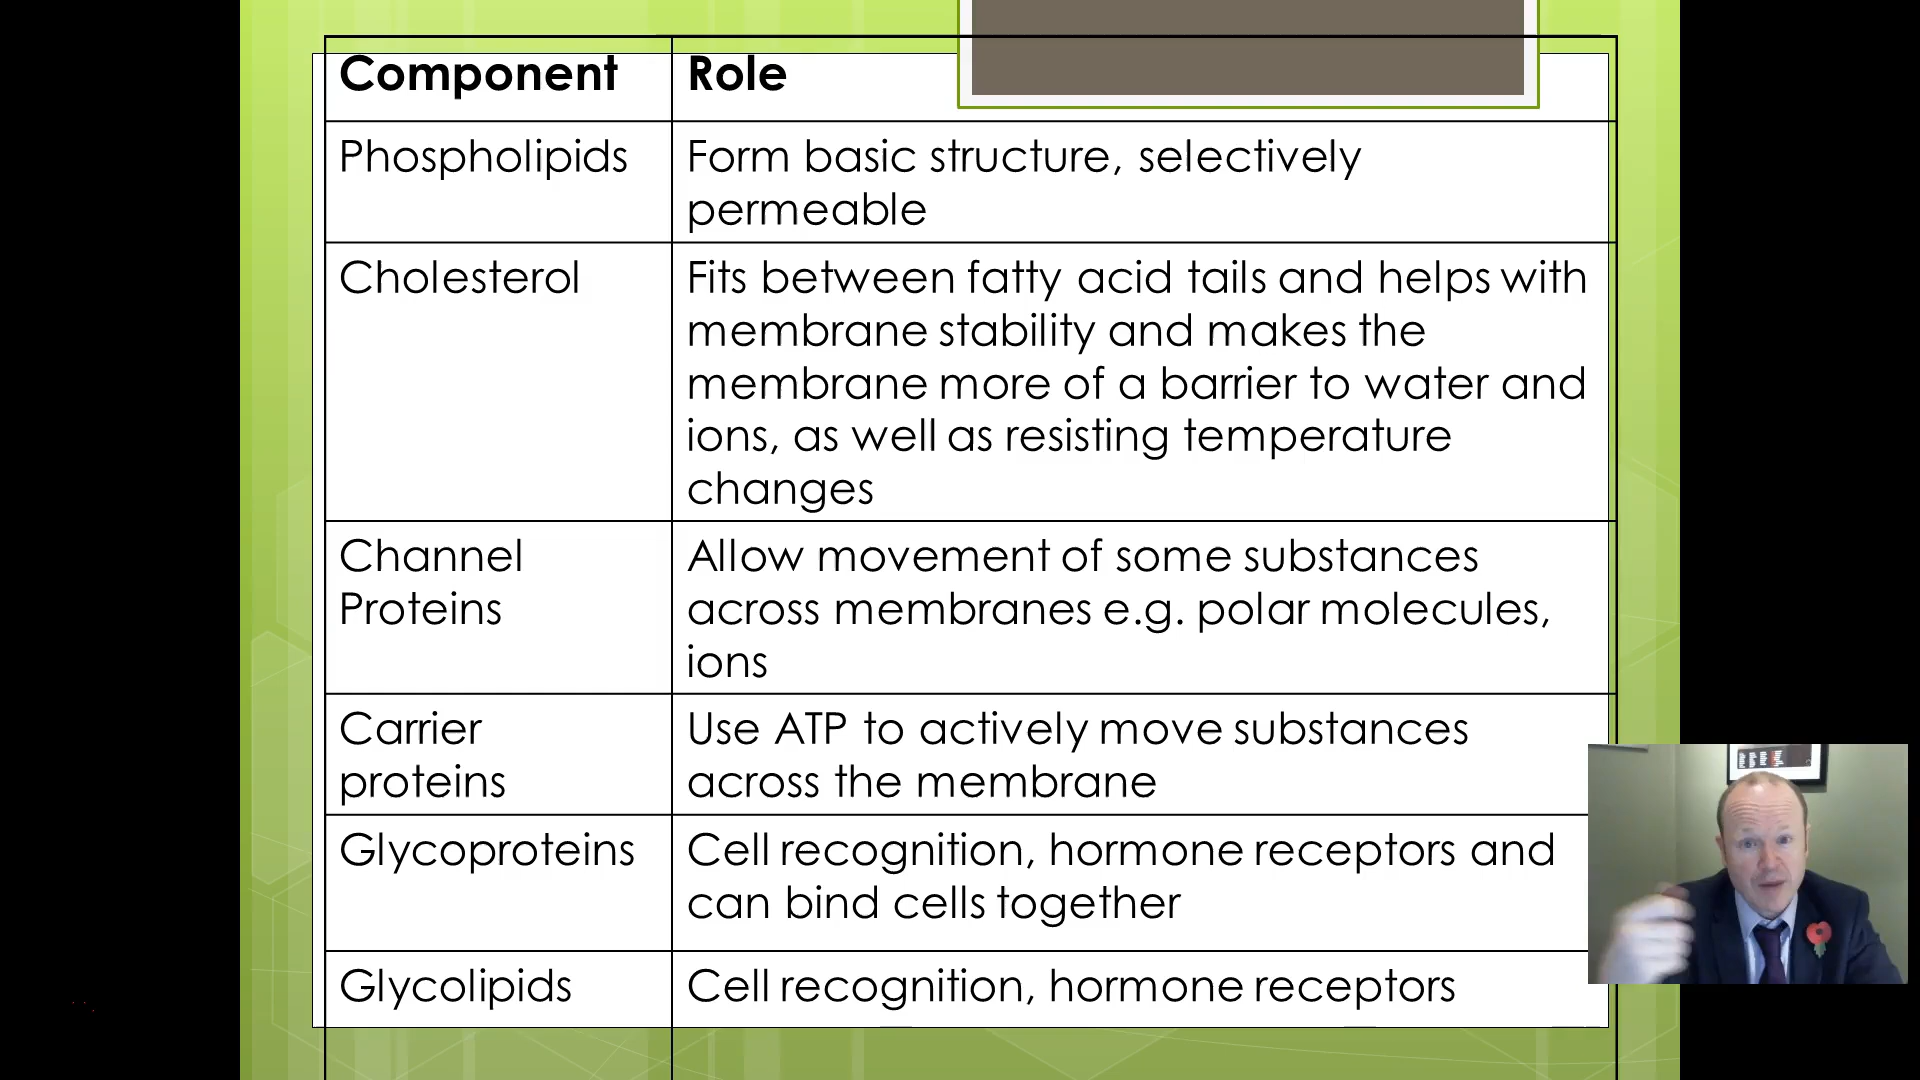 Component
Role
Phospholipids
Form basic structure, selectively
permeable
Cholesterol
Fits between fatty acid tails and helps with
membrane stability and makes the
membrane more of a barrier to water and
ions, as well as resisting temperature
changes
Channel
Proteins
Allow movement of some substances
across membranes e.g. polar molecules,
ions
Carrier
proteins
Use ATP to actively move substances
across the membrane
Glycoproteins
Cell recognition, hormone receptors and
can bind cells together
Glycolipids
Cell recognition, hormone receptors